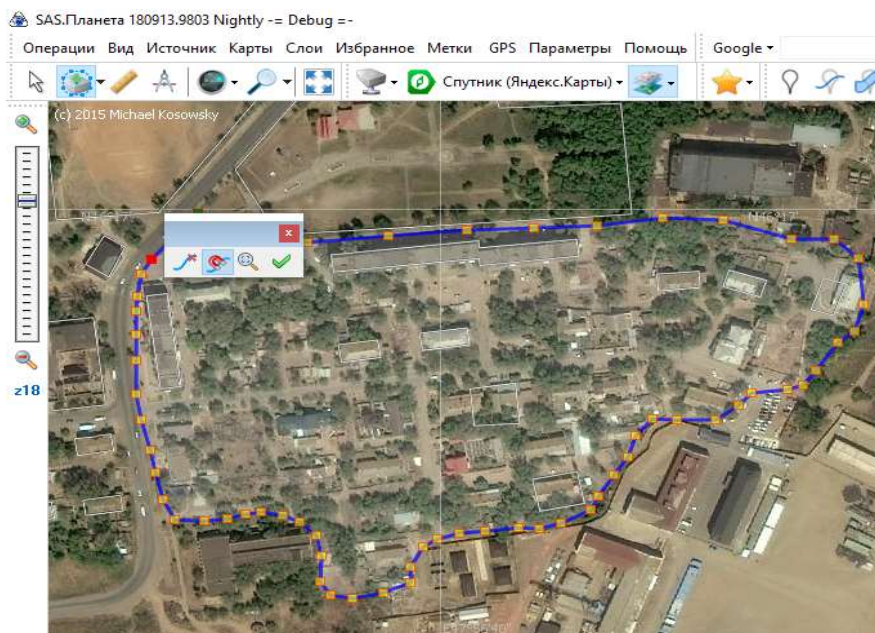 SAS.Планета 180913.9803 Nightly -= Debug =-
Операции Вид Источник Карты Слои Избранное Метки GPS Параметры Помощь Google
Спутник (Яндекс.Карты)
(c) 2015 Michael Kosowsky
z18